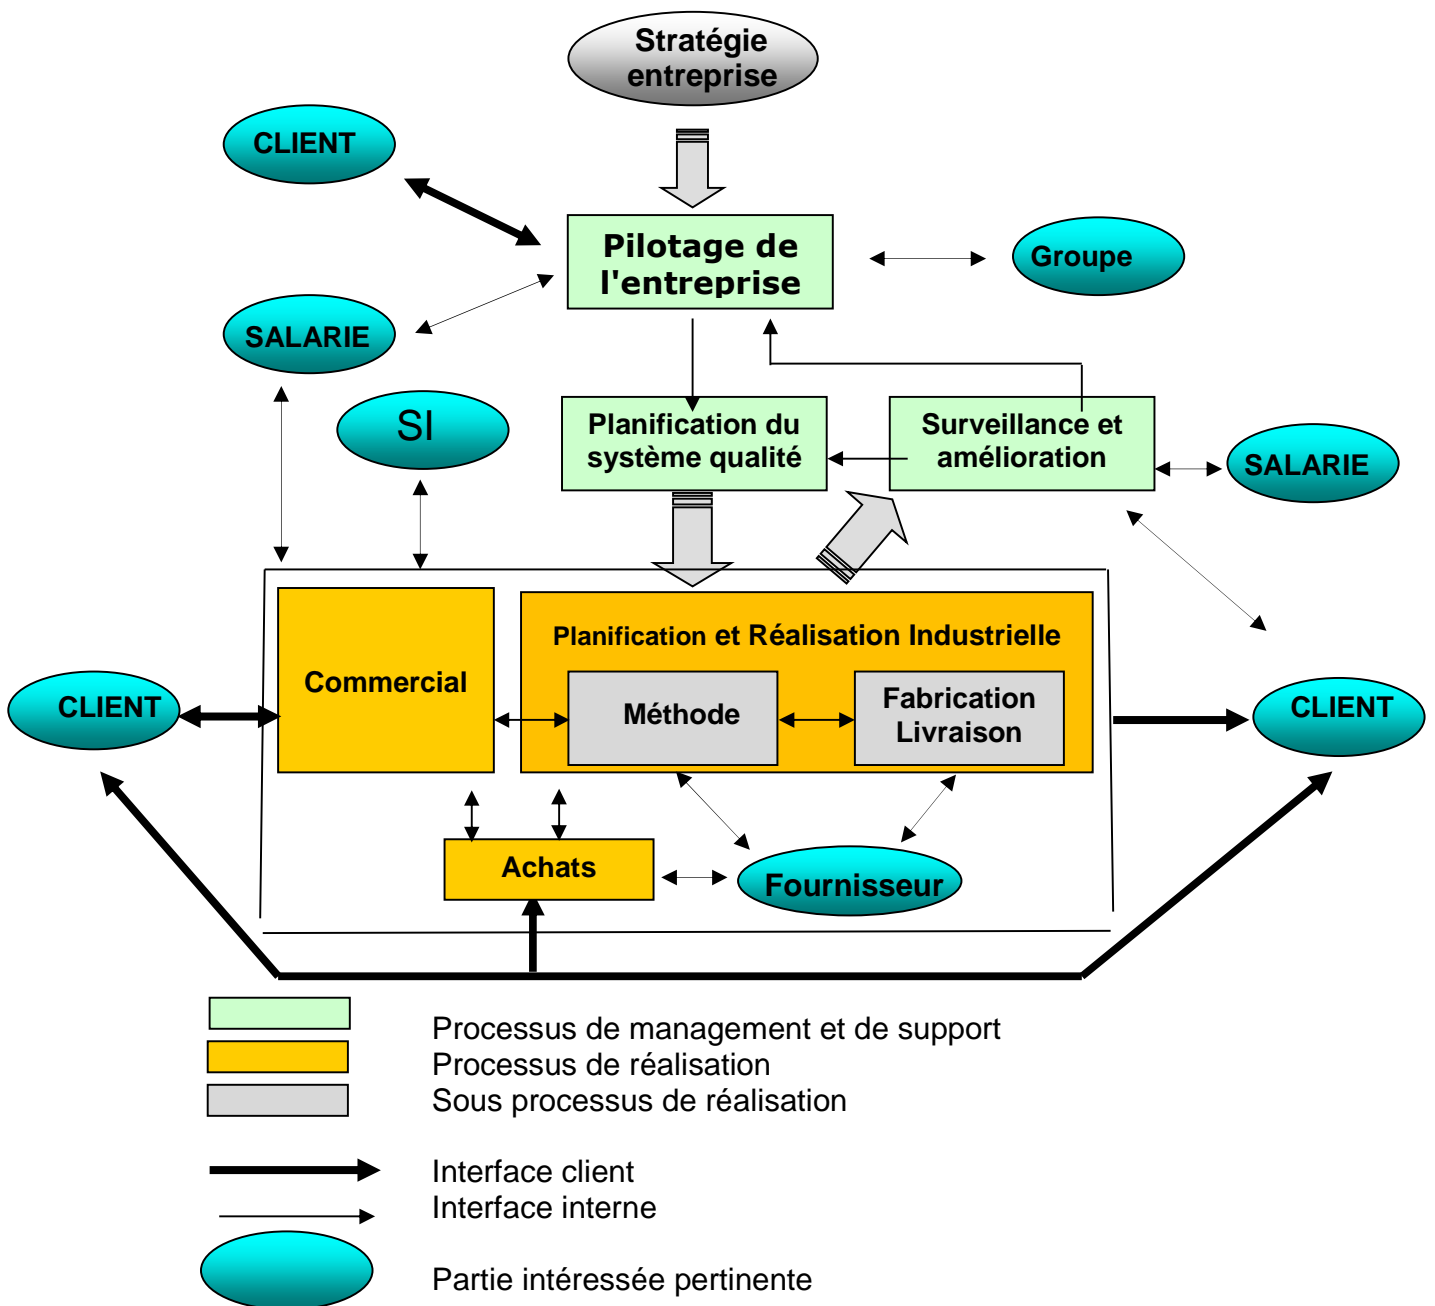 Stratégie
entreprise
CLIENT
Pilotage de
l'entreprise
Groupe
SALARIE
SI
Planification du
système qualité
Surveillance et
amélioration
SALARIE
Planification et Réalisation Industrielle
Commercial
Méthode
Fabrication
Livraison
CLIENT
CLIENT
Achats
Fournisseur
Processus de management et de support
Processus de réalisation
Sous processus de réalisation
Interface client
Interface interne
Partie intéressée pertinente